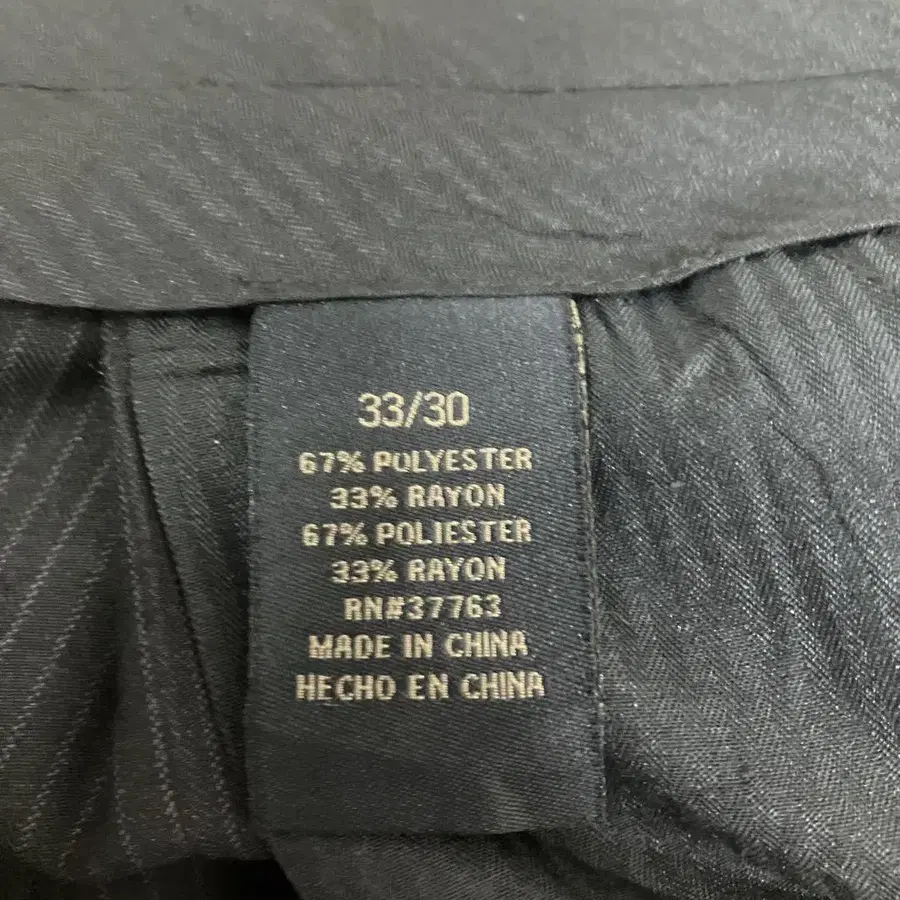 33/30
67% POLYESTER
33% RAYON
67% POLIESTER
33% RAYON
RN#37763
MADE IN CHINA
HECHO EN CHINA